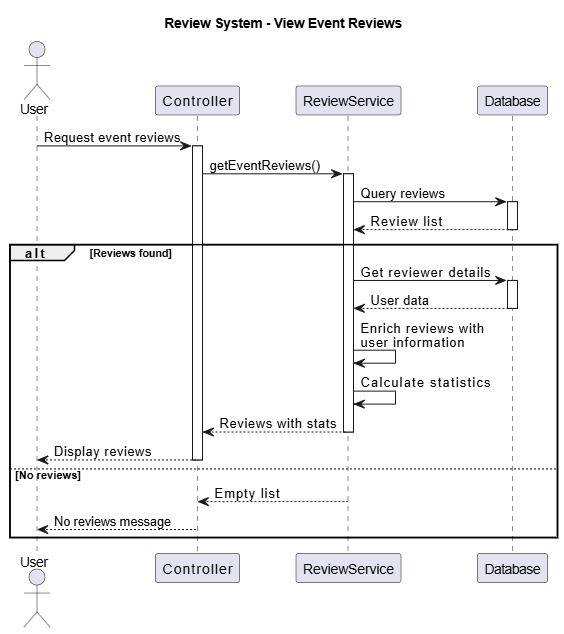 Review System - View Event Reviews
User
Controller
ReviewService
Database
Request event reviews
getEventReviews()
Query reviews
Review list
alt
[Reviews found]
Get reviewer details
User data
Enrich reviews with
user information
Calculate statistics
Reviews with stats
Display reviews
[No reviews]
Empty list
No reviews message
User
Controller
ReviewService
Database